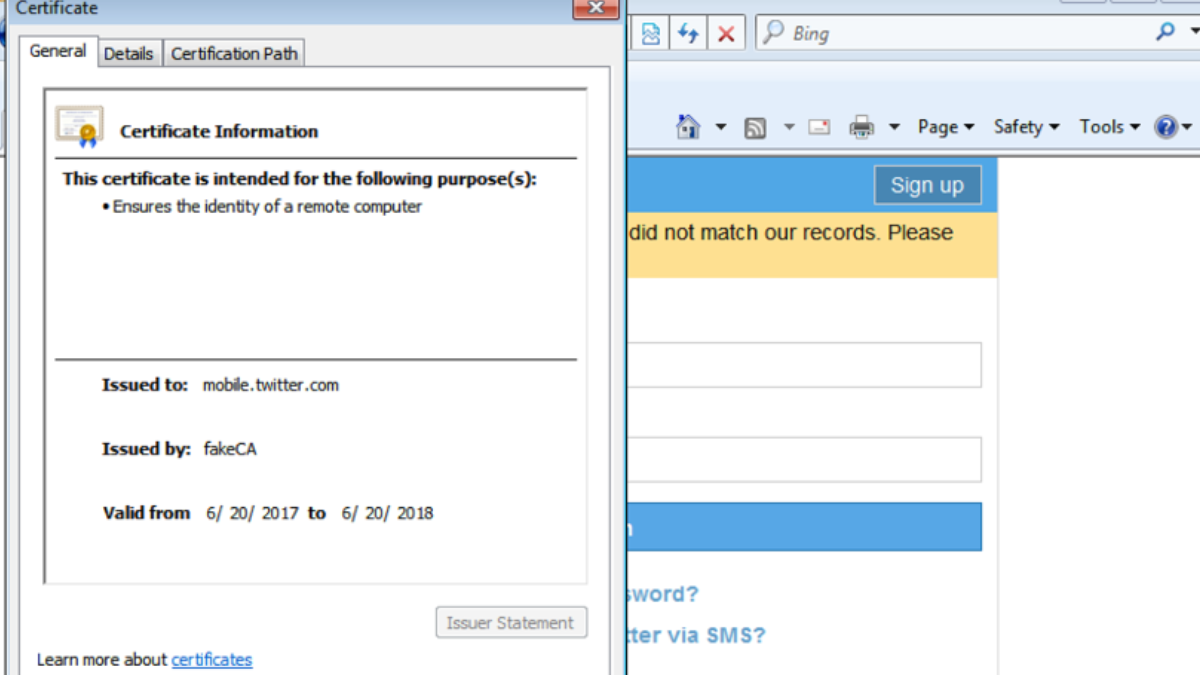 Certificate
General Details Certification Path
Certificate Information
This certificate is intended for the following purpose(s):
• Ensures the identity of a remote computer
Issued to: mobile.twitter.com
Issued by: fakeCA
Valid from 6/ 20/ 2017 to 6/ 20/ 2018
Issuer Statement
Learn more about certificates
Bing
Page Safety Tools
Sign up
did not match our records. Please
sword?
tter via SMS?